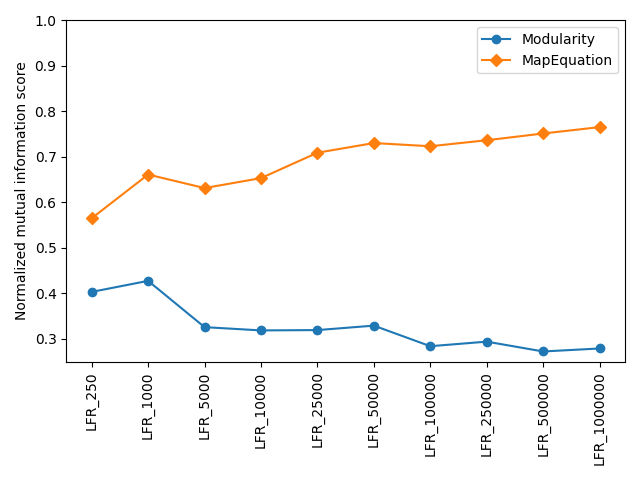 Modularity
MapEquation
Normalized mutual information score
1.0
0.9
0.8
0.7
0.6
0.5
0.4
0.3
LFR_250
LFR_1000
LFR_5000
LFR_10000
LFR_25000
LFR_50000
LFR_100000
LFR_250000
LFR_500000
LFR_1000000